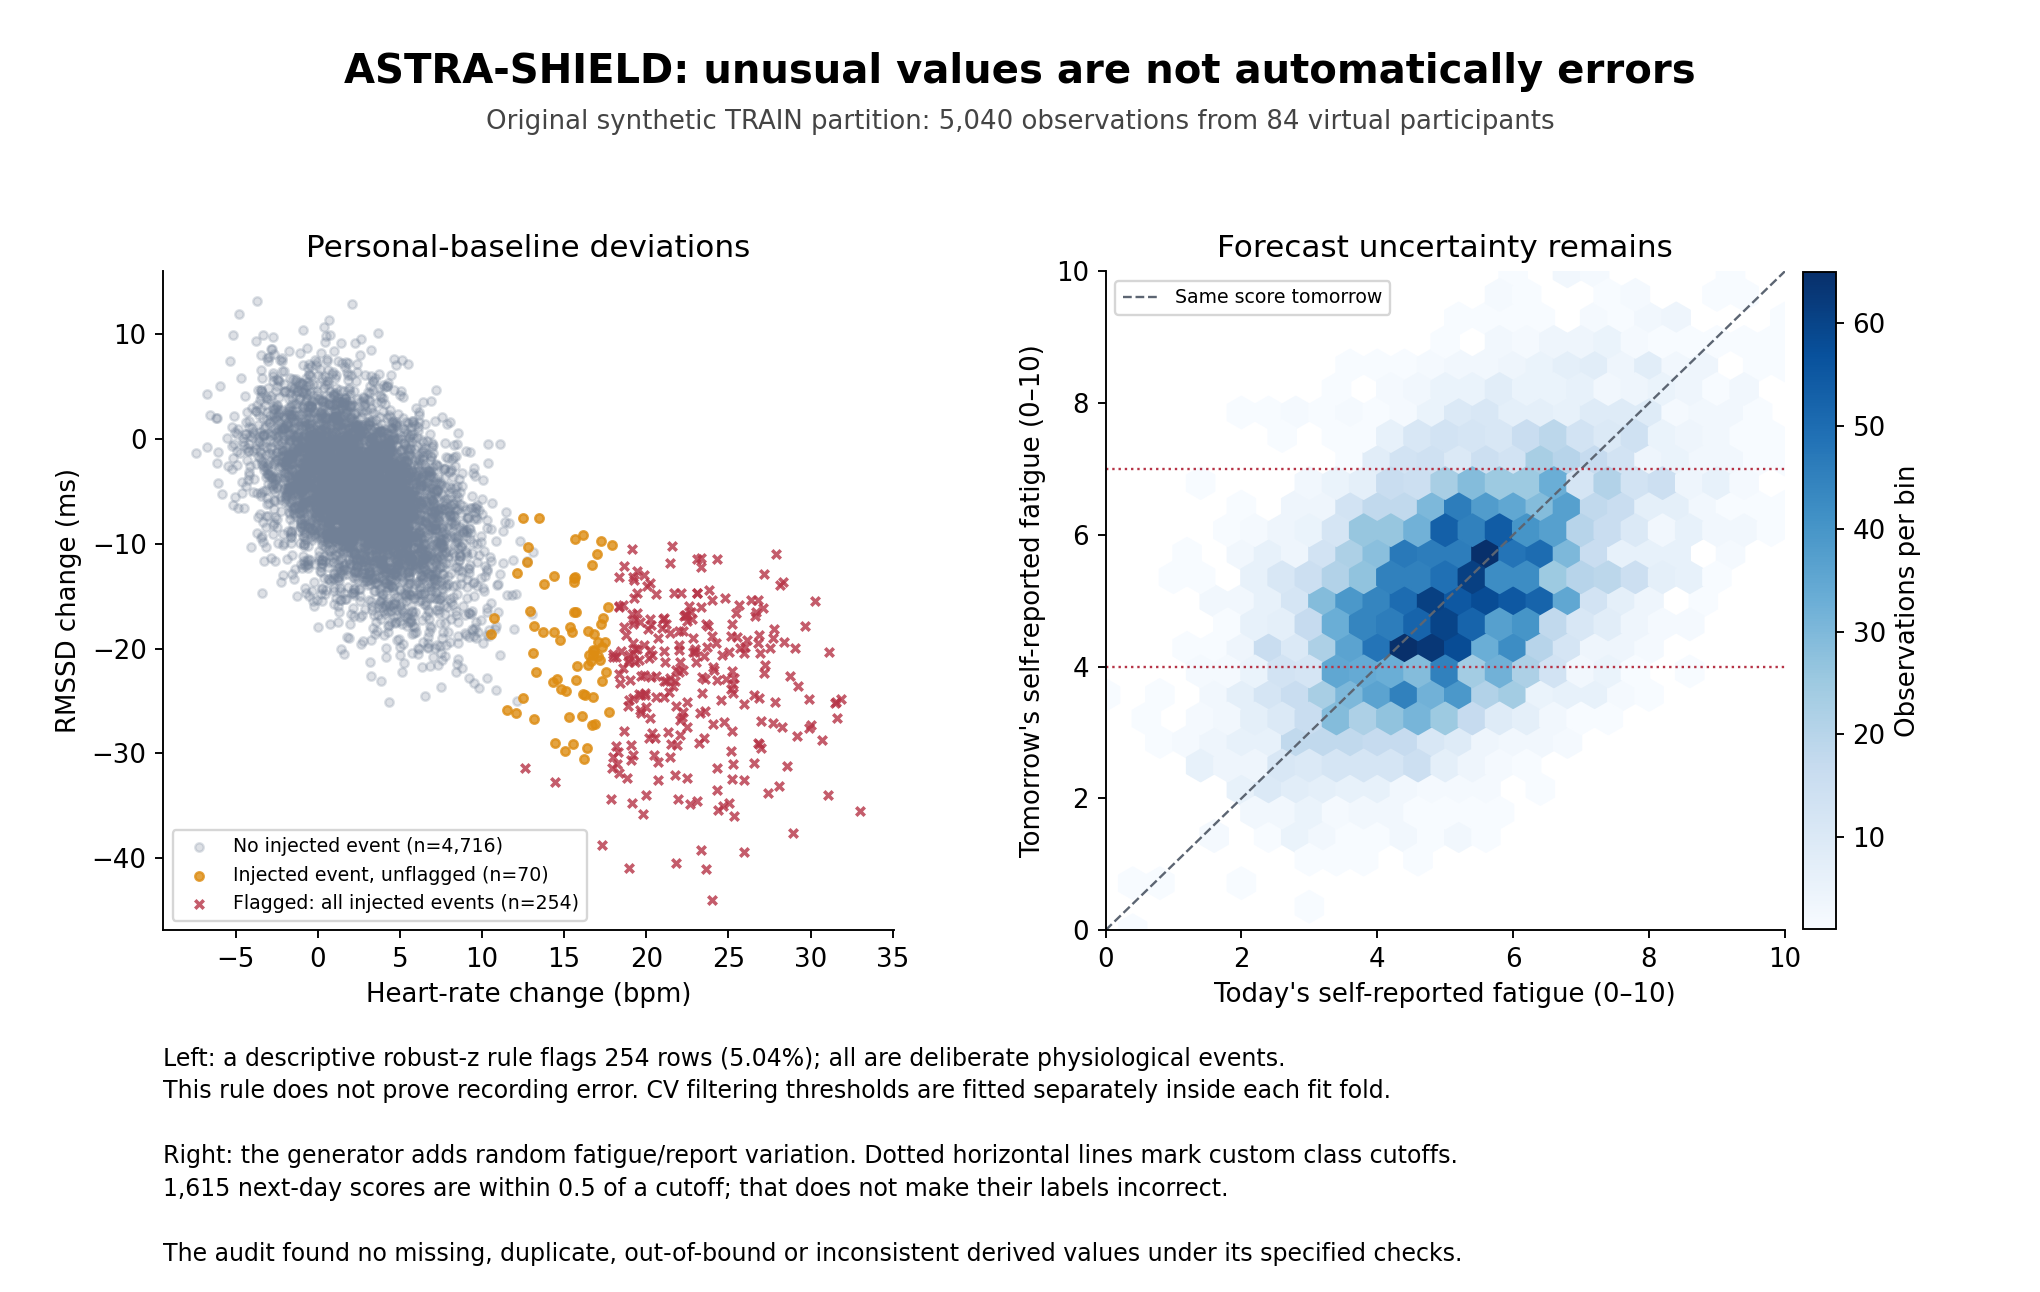 ASTRA-SHIELD: unusual values are not automatically errors
Original synthetic TRAIN partition: 5,040 observations from 84 virtual participants
Personal-baseline deviations
10
0
−10
−20
−30
−40
RMSSD change (ms)
No injected event (n=4,716)
Injected event, unflagged (n=70)
Flagged: all injected events (n=254)
−5
0
5
10
15
20
25
30
35
Heart-rate change (bpm)
Forecast uncertainty remains
Same score tomorrow
10
8
6
4
2
0
Tomorrow's self-reported fatigue (0–10)
0
2
4
6
8
10
Today's self-reported fatigue (0–10)
60
50
40
30
20
10
Observations per bin
Left: a descriptive robust-z rule flags 254 rows (5.04%); all are deliberate physiological events.
This rule does not prove recording error. CV filtering thresholds are fitted separately inside each fit fold.
Right: the generator adds random fatigue/report variation. Dotted horizontal lines mark custom class cutoffs.
1,615 next-day scores are within 0.5 of a cutoff; that does not make their labels incorrect.
The audit found no missing, duplicate, out-of-bound or inconsistent derived values under its specified checks.